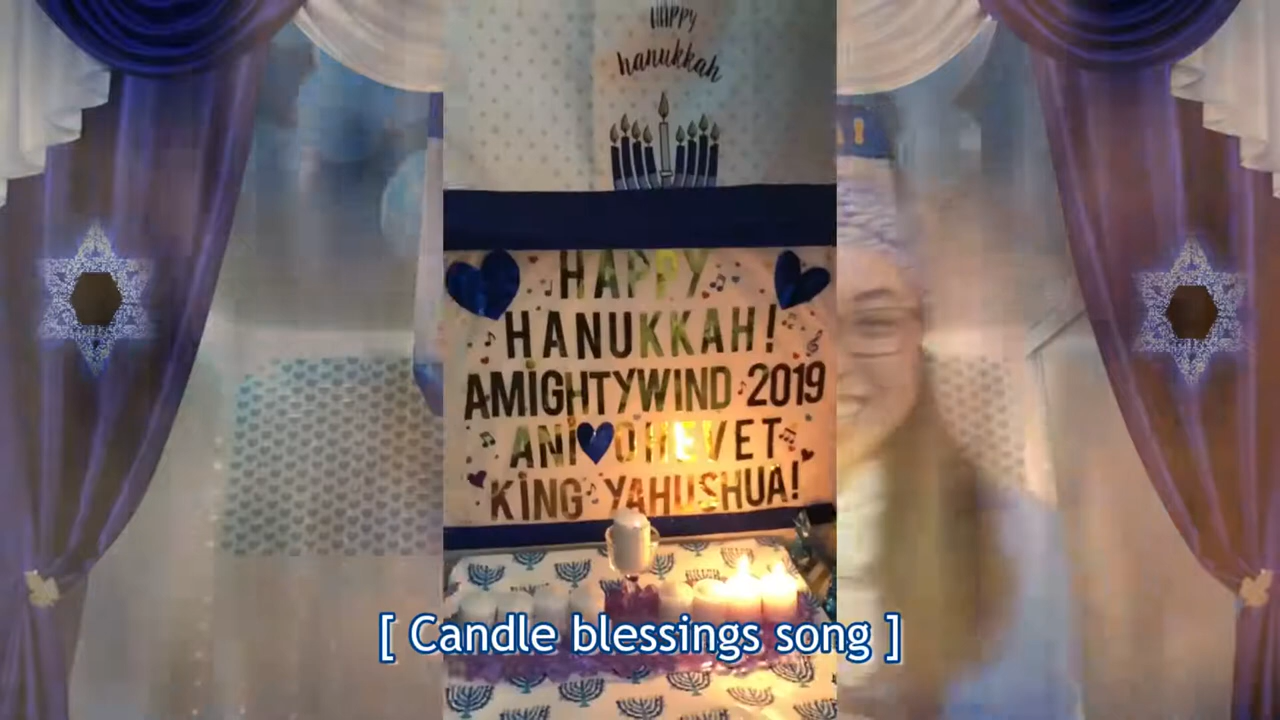 HAPPY
hanukkah
HAPPY
HANUKKAH!
AMIGHTYWIND 2019
ANI OHEVET
KING YAHUSHUA!
[ Candle blessings song ]